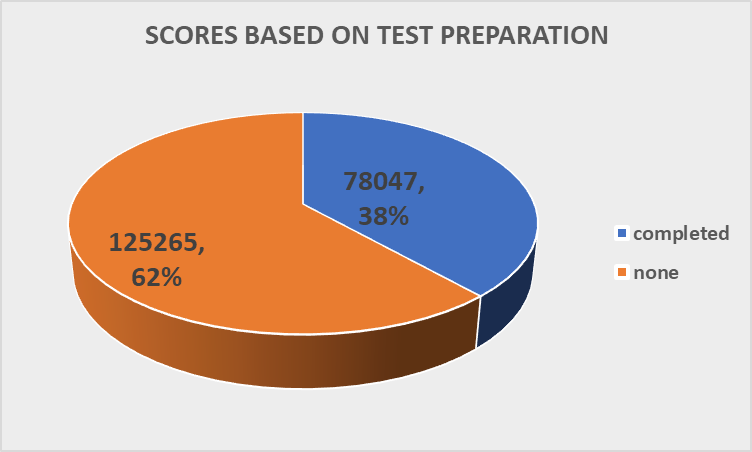 SCORES BASED ON TEST PREPARATION
78047,
38%
125265,
62%
completed
none